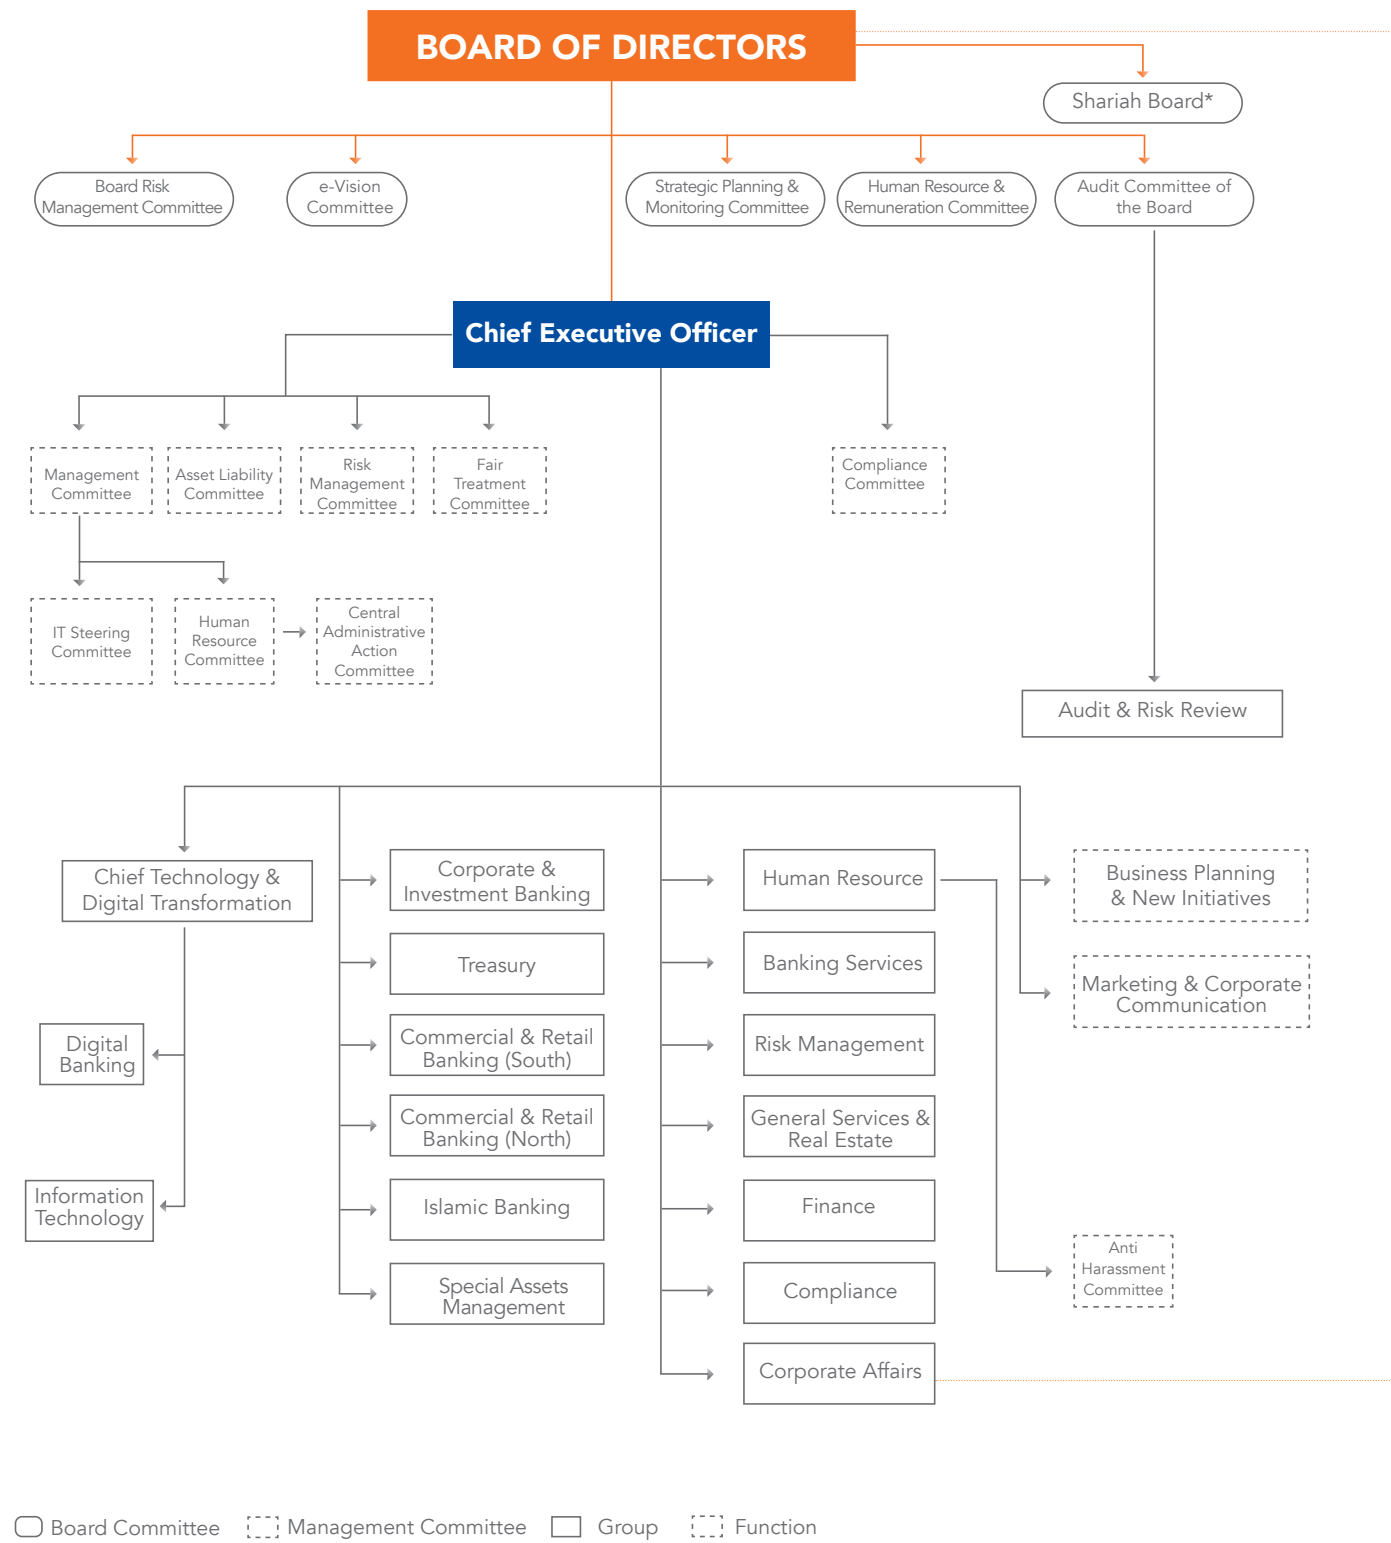 BOARD OF DIRECTORS
Shariah Board*
Board Risk
Management Committee
e-Vision
Committee
Strategic Planning &
Monitoring Committee
Human Resource &
Remuneration Committee
Audit Committee of
the Board
Chief Executive Officer
Management
Committee
Asset Liability
Committee
Risk
Management
Committee
Fair
Treatment
Committee
Compliance
Committee
IT Steering
Committee
Human
Resource
Committee
Central
Administrative
Action
Committee
Audit & Risk Review
Chief Technology &
Digital Transformation
Digital
Banking
Information
Technology
Corporate &
Investment Banking
Treasury
Commercial & Retail
Banking (South)
Commercial & Retail
Banking (North)
Islamic Banking
Special Assets
Management
Human Resource
Banking Services
Risk Management
General Services &
Real Estate
Finance
Compliance
Corporate Affairs
Business Planning
& New Initiatives
Marketing & Corporate
Communication
Anti
Harassment
Committee
Board Committee
Management Committee
Group
Function